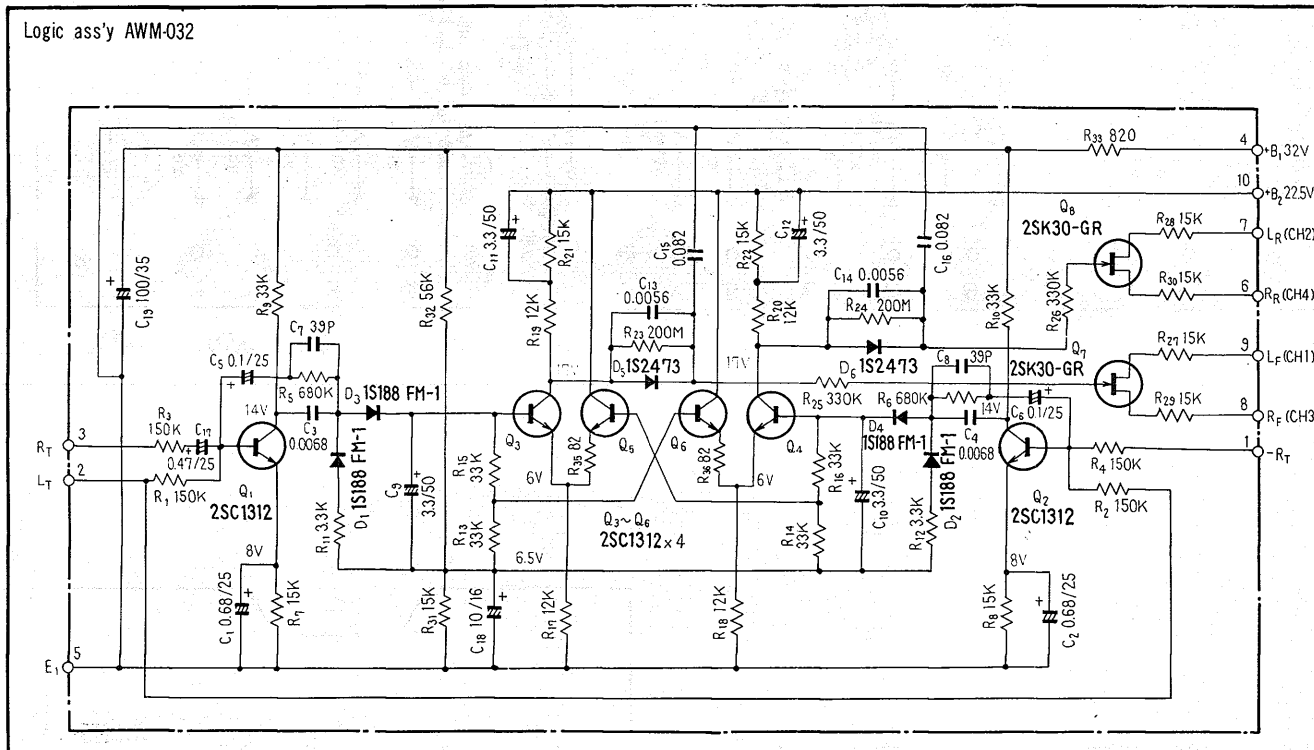 Logic ass'y AWM-032
R33 820
4
+B1 32V
10
+B2 22.5V
Q8
2SK30-GR
R28 15K
7
LR(CH2)
R30 15K
6
RR(CH4)
R26 330K
Q7
2SK30-GR
R27 15K
9
LF(CH1)
R29 15K
8
RF(CH3
C19 100/35
+
R9 33K
R32 56K
C11 3.3/50
+
R21 15K
R19 12K
C15
0.082
C13
0.0056
R23 200M
D5
1S2473
R22 15K
C12
+
3.3/50
R20
12K
C14
0.0056
R24 200M
1S2473
D6
C16 0.082
R10 33K
C7 39P
C5 0.1/25
+
R5 680K
14V
C3
0.0068
D3
1S188 FM-1
17V
17V
R25 330K
R6 680K
C8
39P
+
C6 0.1/25
14V
C4
0.0068
D4
1S188 FM-1
R3
150K
C17
+
0.47/25
3
RT
2
LT
R1 150K
Q1
2SC1312
D1 1S188 FM-1
R11 3.3K
C9
+
3.3/50
R15
33K
R13
33K
Q3
R35 82
Q5
6V
Q3~Q6
2SC1312×4
Q6
R36 82
6V
Q4
R16 33K
R14
33K
C10 3.3/50
+
D2
1S188 FM-1
R12 3.3K
Q2
2SC1312
R4 150K
R2 150K
1
-RT
8V
C1 0.68/25
+
R7 15K
R31 15K
6.5V
C18 10/16
+
R17 12K
R18 12K
8V
R8 15K
+
C2 0.68/25
5
E1